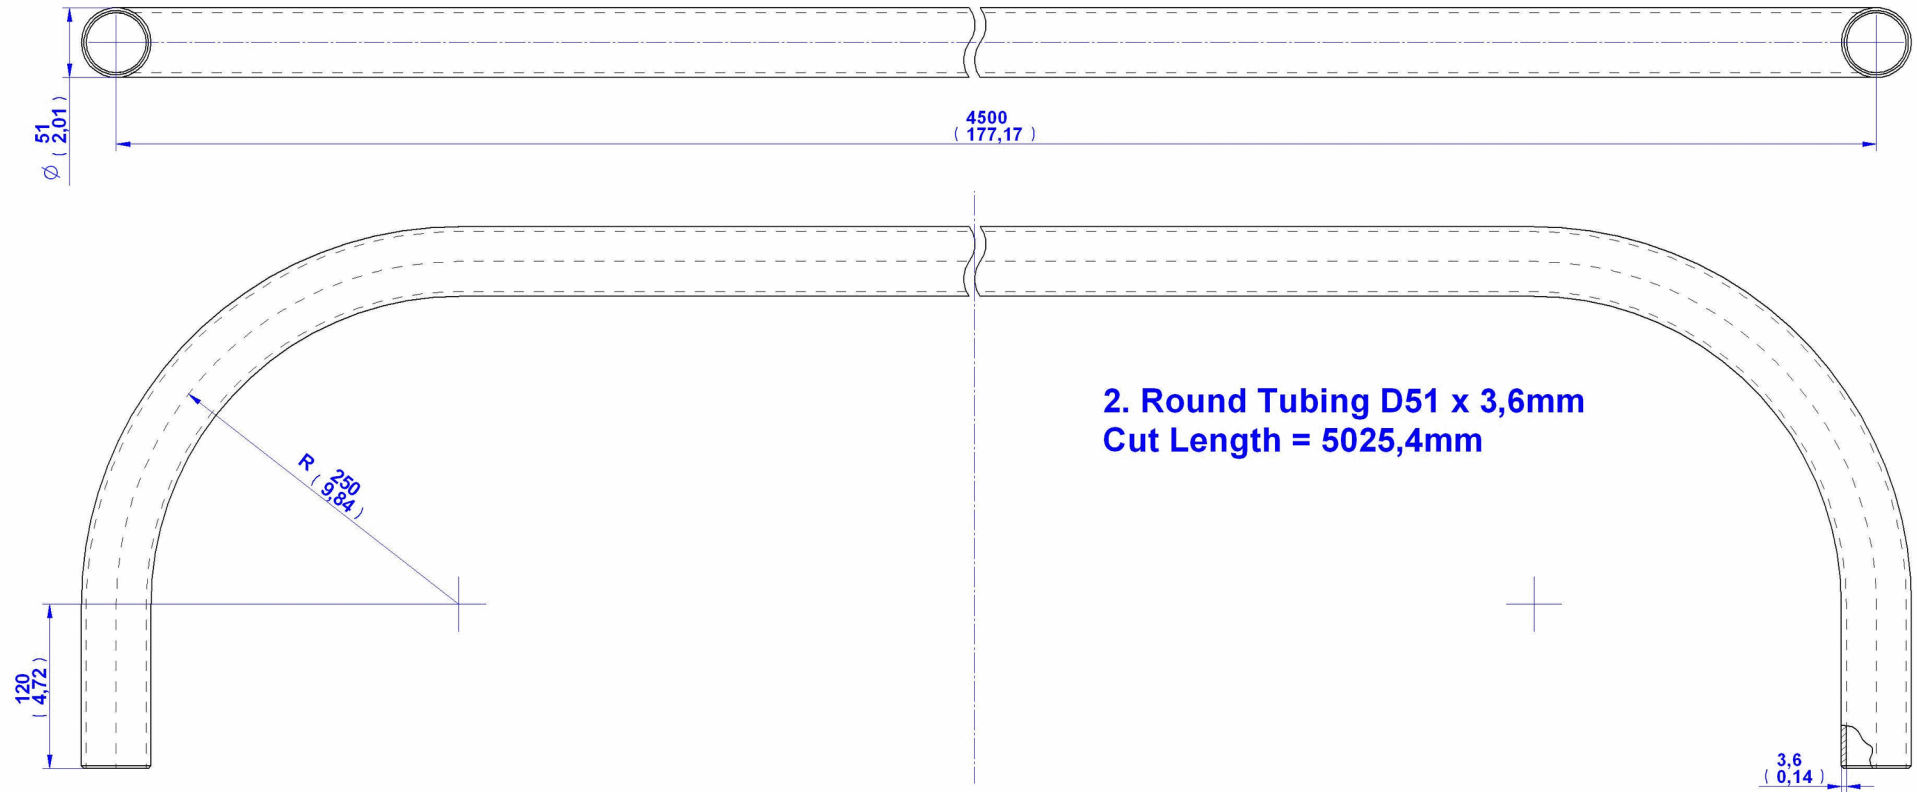 Ø 51
( 2,01 )
4500
( 177,17 )
2. Round Tubing D51 x 3,6mm
Cut Length = 5025,4mm
R 250
( 9,84 )
120
( 4,72 )
3,6
( 0,14 )